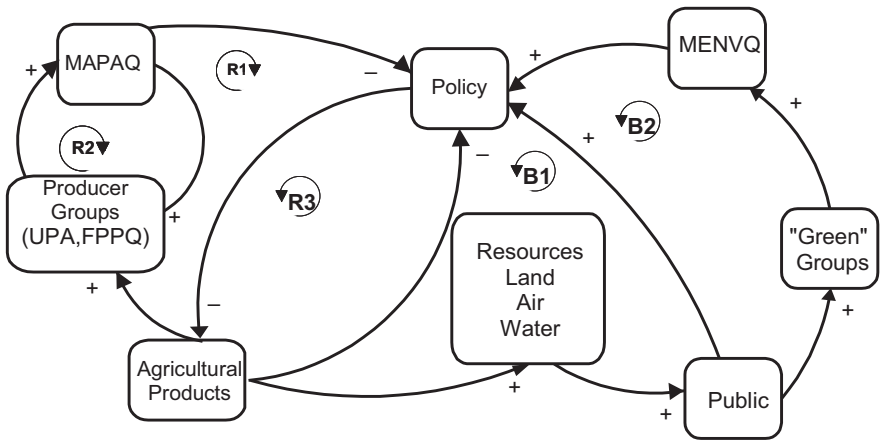 MAPAQ
+
R1
–
Policy
+
MENVQ
+
B2
+
R2
–
B1
Producer
Groups
(UPA,FPPQ)
+
R3
Resources
Land
Air
Water
"Green"
Groups
+
–
+
Agricultural
Products
+
+
Public